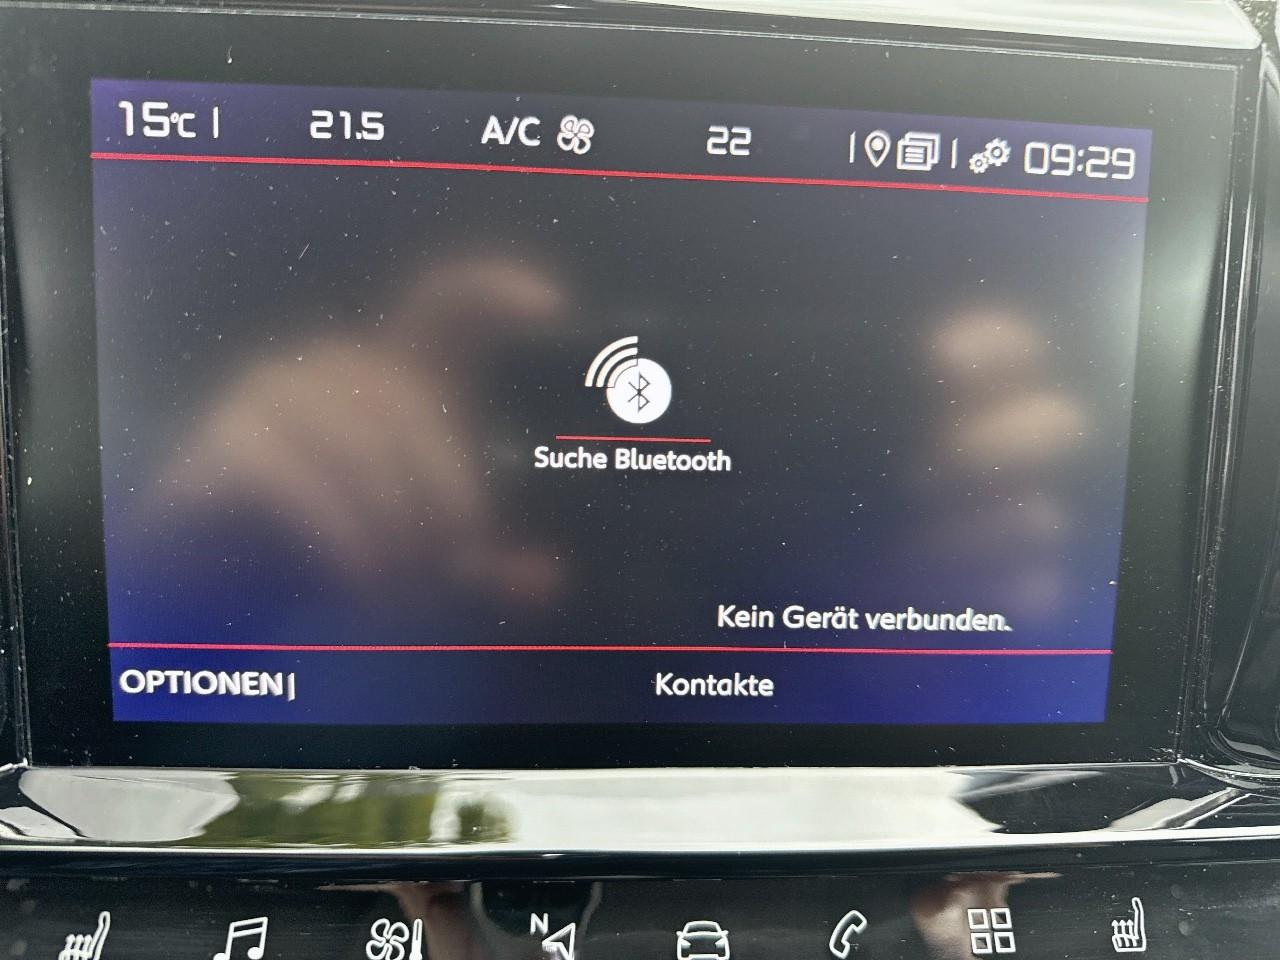 15°C | 21.5 A/C 22 | | 09:29
Suche Bluetooth
Kein Gerät verbunden.
OPTIONEN | Kontakte
N